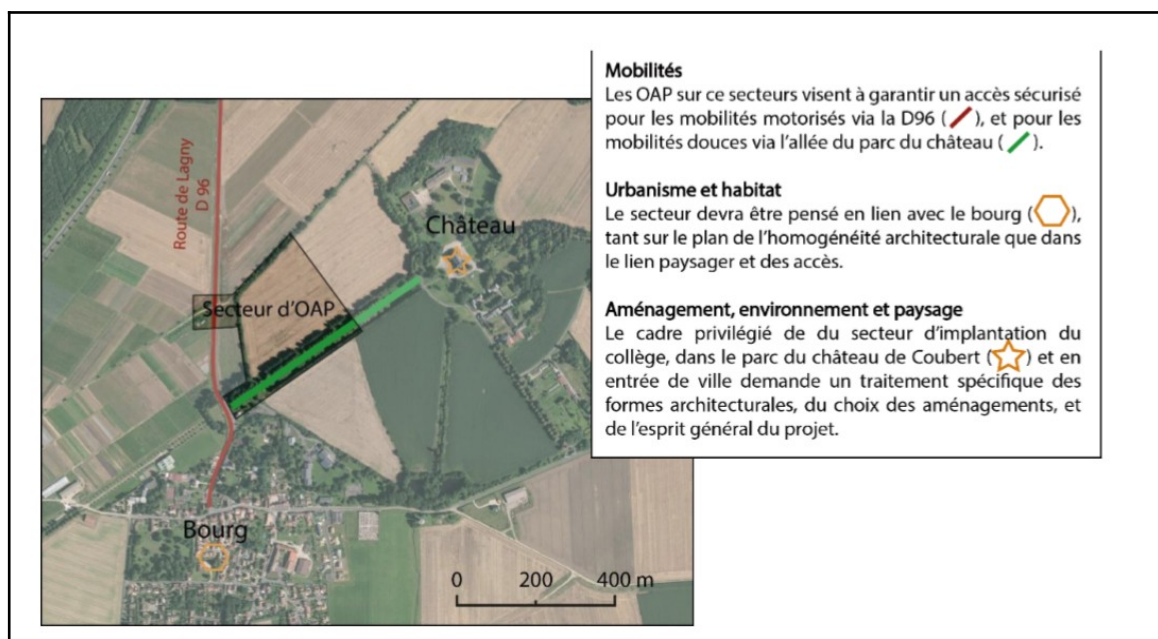 Mobilités
Les OAP sur ce secteurs visent à garantir un accès sécurisé
pour les mobilités motorisés via la D96 ( ), et pour les
mobilités douces via l'allée du parc du château ( ).
Urbanisme et habitat
Le secteur devra être pensé en lien avec le bourg ( ),
tant sur le plan de l'homogénéité architecturale que dans
le lien paysager et des accès.
Aménagement, environnement et paysage
Le cadre privilégié de du secteur d'implantation du
collège, dans le parc du château de Coubert ( ) et en
entrée de ville demande un traitement spécifique des
formes architecturales, du choix des aménagements, et
de l'esprit général du projet.
Route de Lagny
D 96
Château
Secteur d'OAP
Bourg
0 200 400 m